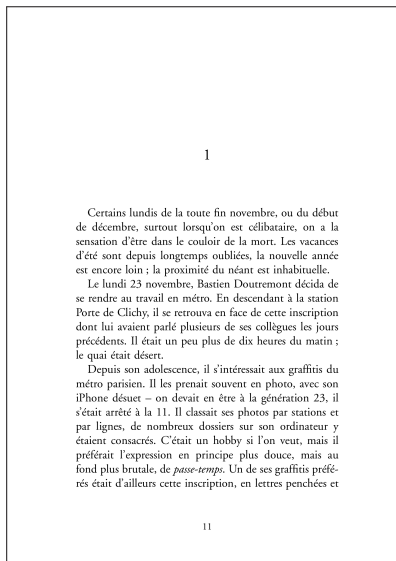 1
Certains lundis de la toute fin novembre, ou du début
de décembre, surtout lorsqu'on est célibataire, on a la
sensation d'être dans le couloir de la mort. Les vacances
d'été sont depuis longtemps oubliées, la nouvelle année
est encore loin ; la proximité du néant est inhabituelle.
Le lundi 23 novembre, Bastien Doutremont décida de
se rendre au travail en métro. En descendant à la station
Porte de Clichy, il se retrouva en face de cette inscription
dont lui avaient parlé plusieurs de ses collègues les jours
précédents. Il était un peu plus de dix heures du matin ;
le quai était désert.
Depuis son adolescence, il s'intéressait aux graffitis du
métro parisien. Il les prenait souvent en photo, avec son
iPhone désuet – on devait en être à la génération 23, il
s'était arrêté à la 11. Il classait ses photos par stations et
par lignes, de nombreux dossiers sur son ordinateur y
étaient consacrés. C'était un hobby si l'on veut, mais il
préférait l'expression en principe plus douce, mais au
fond plus brutale, de passe-temps. Un de ses graffitis préfé-
rés était d'ailleurs cette inscription, en lettres penchées et
11